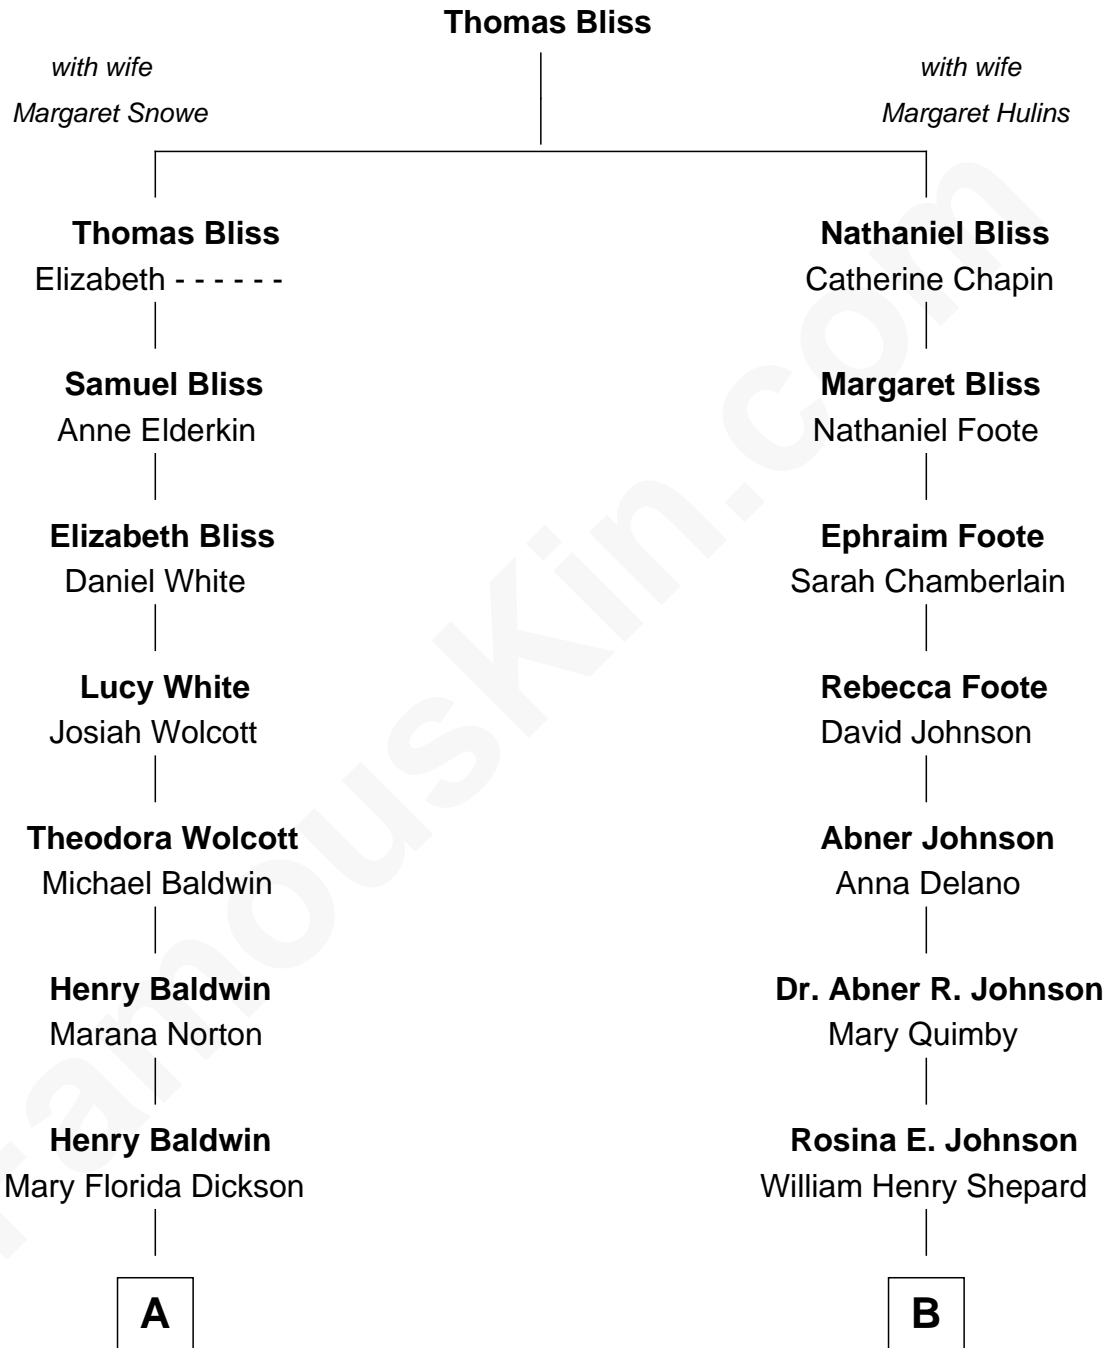 Thomas Bliss
with wife
Margaret Snowe
with wife
Margaret Hulins
Thomas Bliss
Elizabeth - - - - - -
Samuel Bliss
Anne Elderkin
Elizabeth Bliss
Daniel White
Lucy White
Josiah Wolcott
Theodora Wolcott
Michael Baldwin
Henry Baldwin
Marana Norton
Henry Baldwin
Mary Florida Dickson
A
Nathaniel Bliss
Catherine Chapin
Margaret Bliss
Nathaniel Foote
Ephraim Foote
Sarah Chamberlain
Rebecca Foote
David Johnson
Abner Johnson
Anna Delano
Dr. Abner R. Johnson
Mary Quimby
Rosina E. Johnson
William Henry Shepard
B
FamousKin.com